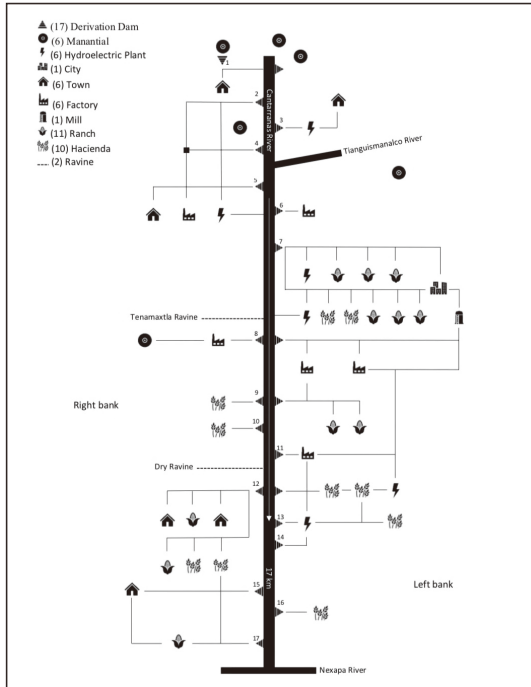 (17) Derivation Dam
(6) Manantial
(6) Hydroelectric Plant
(1) City
(6) Town
(6) Factory
(1) Mill
(11) Ranch
(10) Hacienda
(2) Ravine
1
2
Cantarranas River
3
4
Tianguismanalco River
5
6
7
Tenamaxtla Ravine
8
9
Right bank
10
11
Dry Ravine
12
13
14
17 km
Left bank
15
16
17
Nexapa River